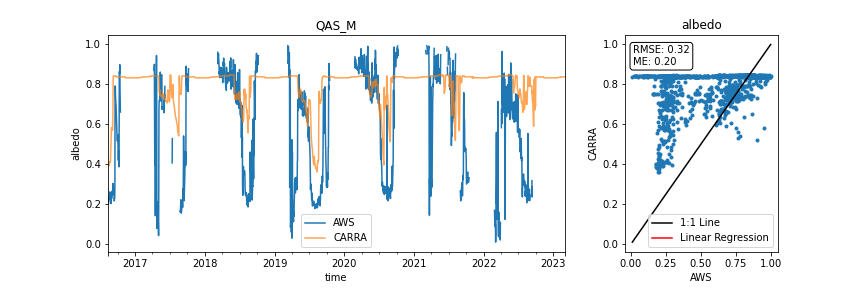 QAS_M
albedo
1.0
0.8
0.6
0.4
0.2
0.0
albedo
2017
2018
2019
2020
2021
2022
2023
time
AWS
CARRA
albedo
RMSE: 0.32
ME: 0.20
1.0
0.8
0.6
0.4
0.2
0.0
CARRA
1:1 Line
Linear Regression
0.00
0.25
0.50
0.75
1.00
AWS